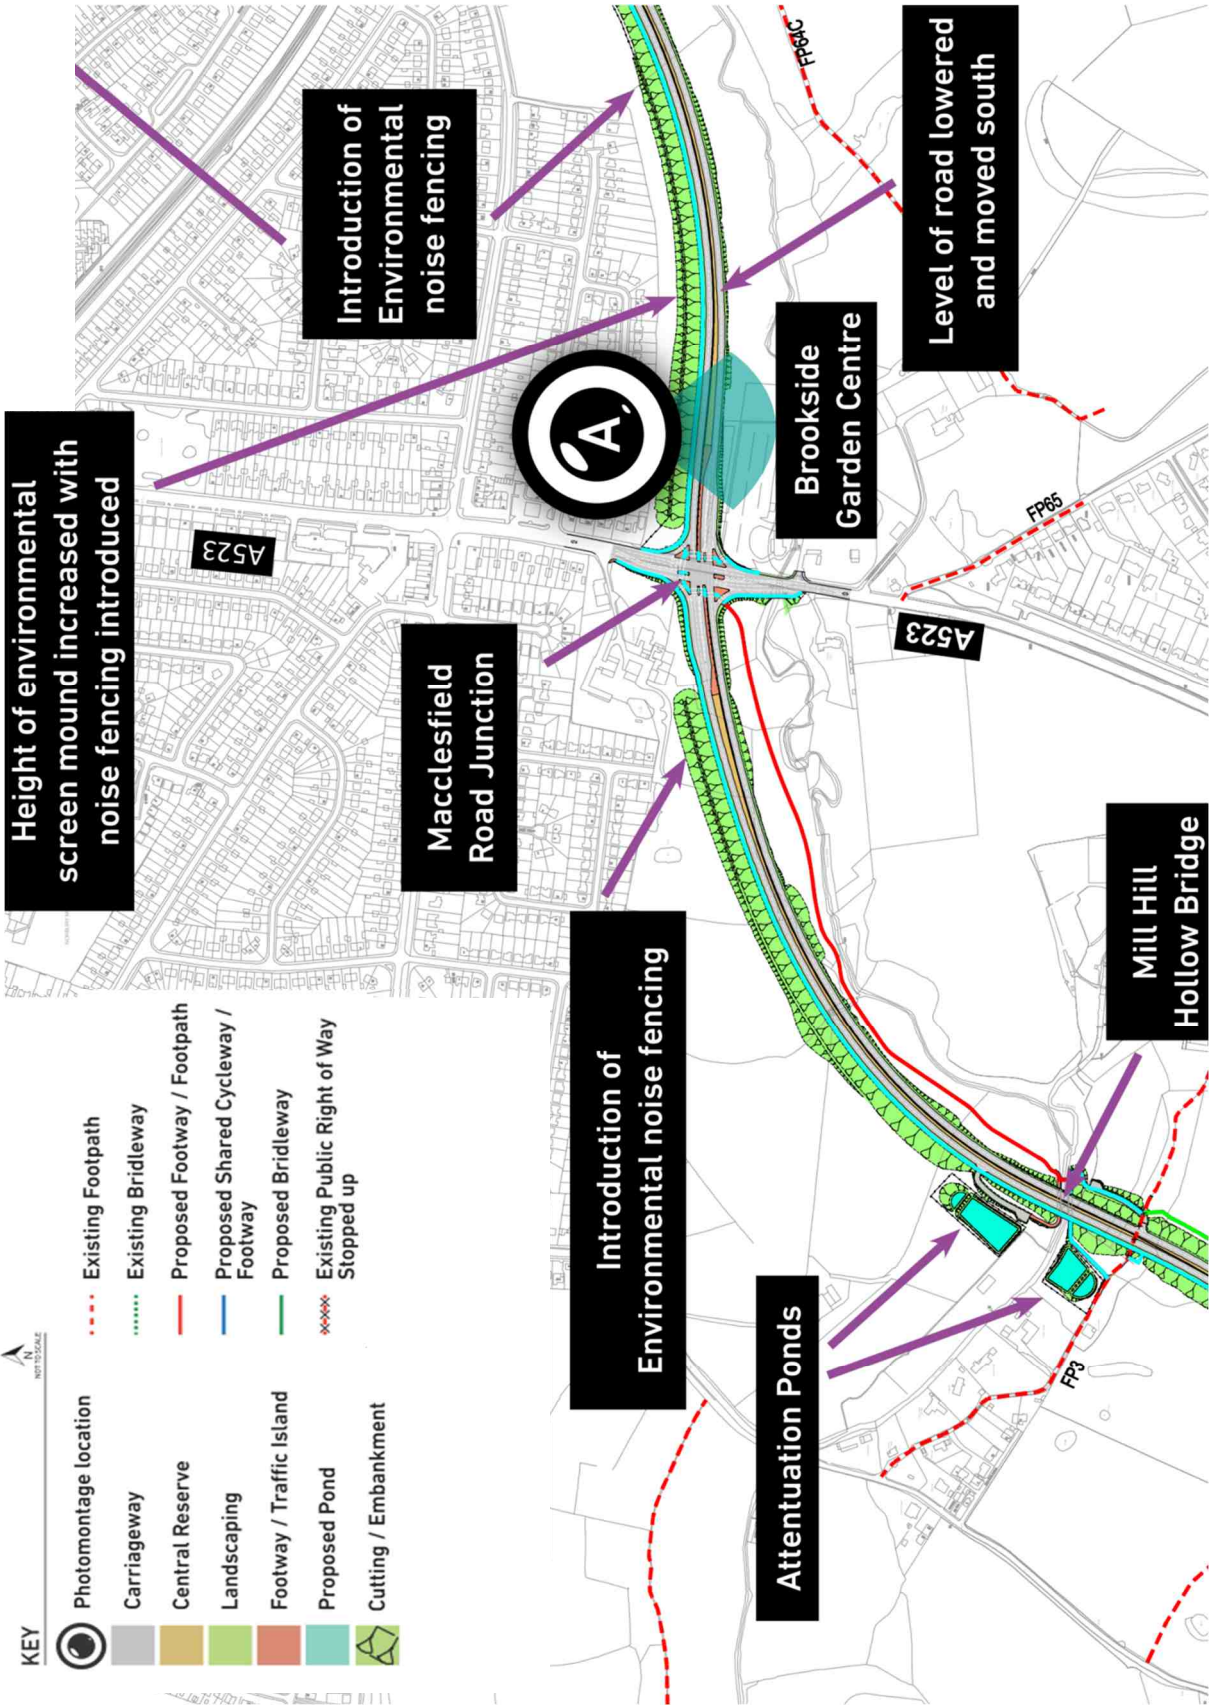 KEY
N
NOT TO SCALE
Photomontage location
Carriageway
Central Reserve
Landscaping
Footway / Traffic Island
Proposed Pond
Cutting / Embankment
Existing Footpath
Existing Bridleway
Proposed Footway / Footpath
Proposed Shared Cycleway /
Footway
Proposed Bridleway
Existing Public Right of Way
Stopped up
Height of environmental
screen mound increased with
noise fencing introduced
Introduction of
Environmental
noise fencing
A523
Macclesfield
Road Junction
A
Introduction of
Environmental noise fencing
Brookside
Garden Centre
Level of road lowered
and moved south
FP64C
FP65
A523
Attentuation Ponds
Mill Hill
Hollow Bridge
FP3